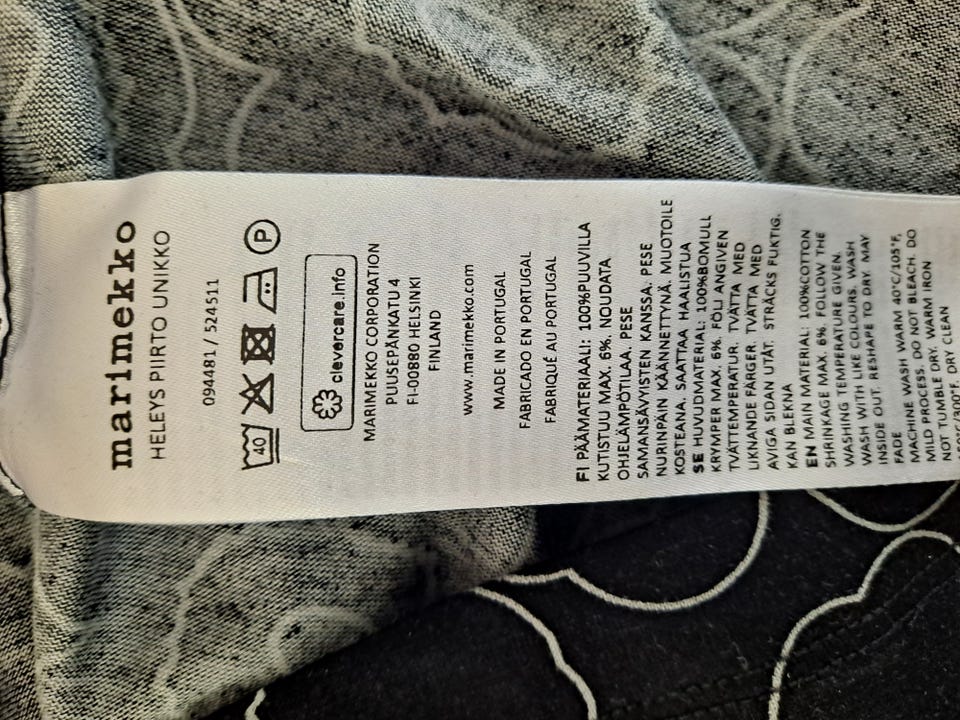 marimekko
HELEYS PIIRTO UNIKKO
094481 / 524511
40 P
clevercare.info
MARIMEKKO CORPORATION
PUUSEPÄNKATU 4
FI-00880 HELSINKI
FINLAND
www.marimekko.com
MADE IN PORTUGAL
FABRICADO EN PORTUGAL
FABRIQUÉ AU PORTUGAL
FI PÄÄMATERIAALI: 100%PUUVILLA
KUTISTUU MAX. 6%. NOUDATA
OHJELÄMPÖTILAA. PESE
SAMANSÄVYISTEN KANSSA. PESE
NURINPÄIN KÄÄNNETTYNÄ. MUOTOILE
KOSTEANA. SAATTAA HAALISTUA
SE HUVUDMATERIAL: 100%BOMULL
KRYMPER MAX. 6%. FÖLJ ANGIVEN
TVÄTTEMPERATUR. TVÄTTA MED
LIKNANDE FÄRGER. TVÄTTA MED
AVIGA SIDAN UTÅT. STRÄCKS FUKTIG.
KAN BLEKNA
EN MAIN MATERIAL: 100%COTTON
SHRINKAGE MAX. 6%. FOLLOW THE
WASHING TEMPERATURE GIVEN.
WASH WITH LIKE COLOURS. WASH
INSIDE OUT. RESHAPE TO DRY. MAY
FADE
MACHINE WASH WARM 40°C/105°F,
MILD PROCESS. DO NOT BLEACH. DO
NOT TUMBLE DRY. WARM IRON
150°C/300°F. DRY CLEAN